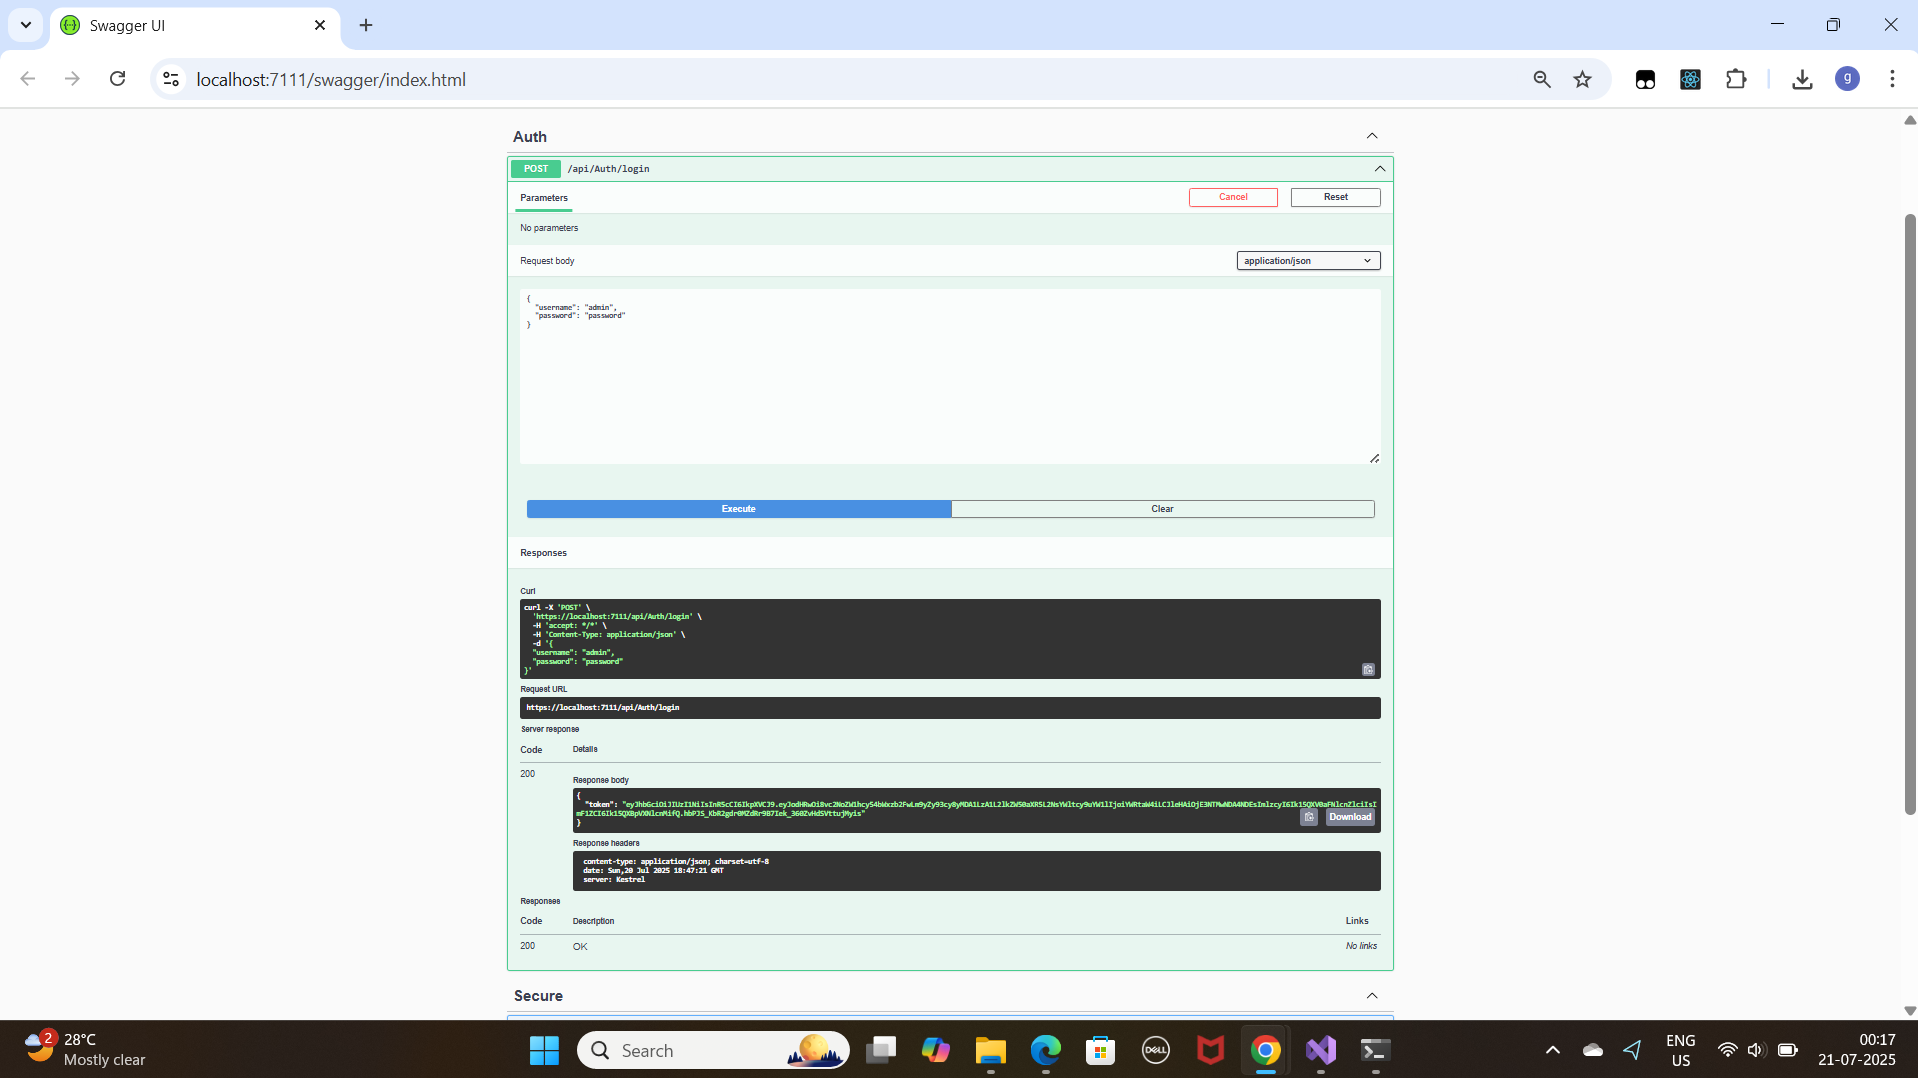 Swagger UI
localhost:7111/swagger/index.html
g
Auth
POST /api/Auth/login
Parameters
Cancel
Reset
No parameters
Request body
application/json
{
"username": "admin",
"password": "password"
}
Execute
Clear
Responses
Curl
curl -X 'POST' \
'https://localhost:7111/api/Auth/login' \
-H 'accept: */*' \
-H 'Content-Type: application/json' \
-d '{
"username": "admin",
"password": "password"
}'
Request URL
https://localhost:7111/api/Auth/login
Server response
Code Details
200
Response body
{
"token":
}
Download
Response headers
content-type: application/json; charset=utf-8
date: Sun,20 Jul 2025 18:47:21 GMT
server: Kestrel
Responses
Code Description Links
200 OK No links
Secure
2
28°C
Mostly clear
Search
DELL
ENG
US
00:17
21-07-2025